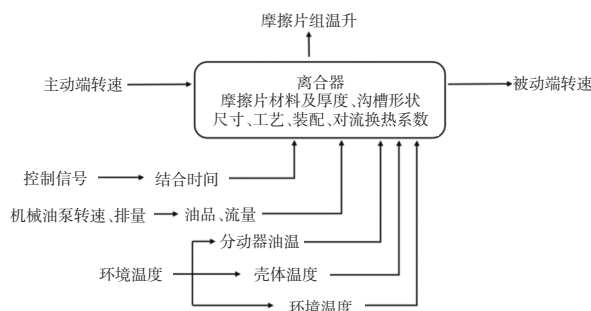 摩擦片组温升
主动端转速
离合器
被动端转速
摩擦片材料及厚度、沟槽形状
尺寸、工艺、装配、对流换热系数
控制信号
结合时间
机械油泵转速、排量
油品、流量
分动器油温
环境温度
壳体温度
环境温度